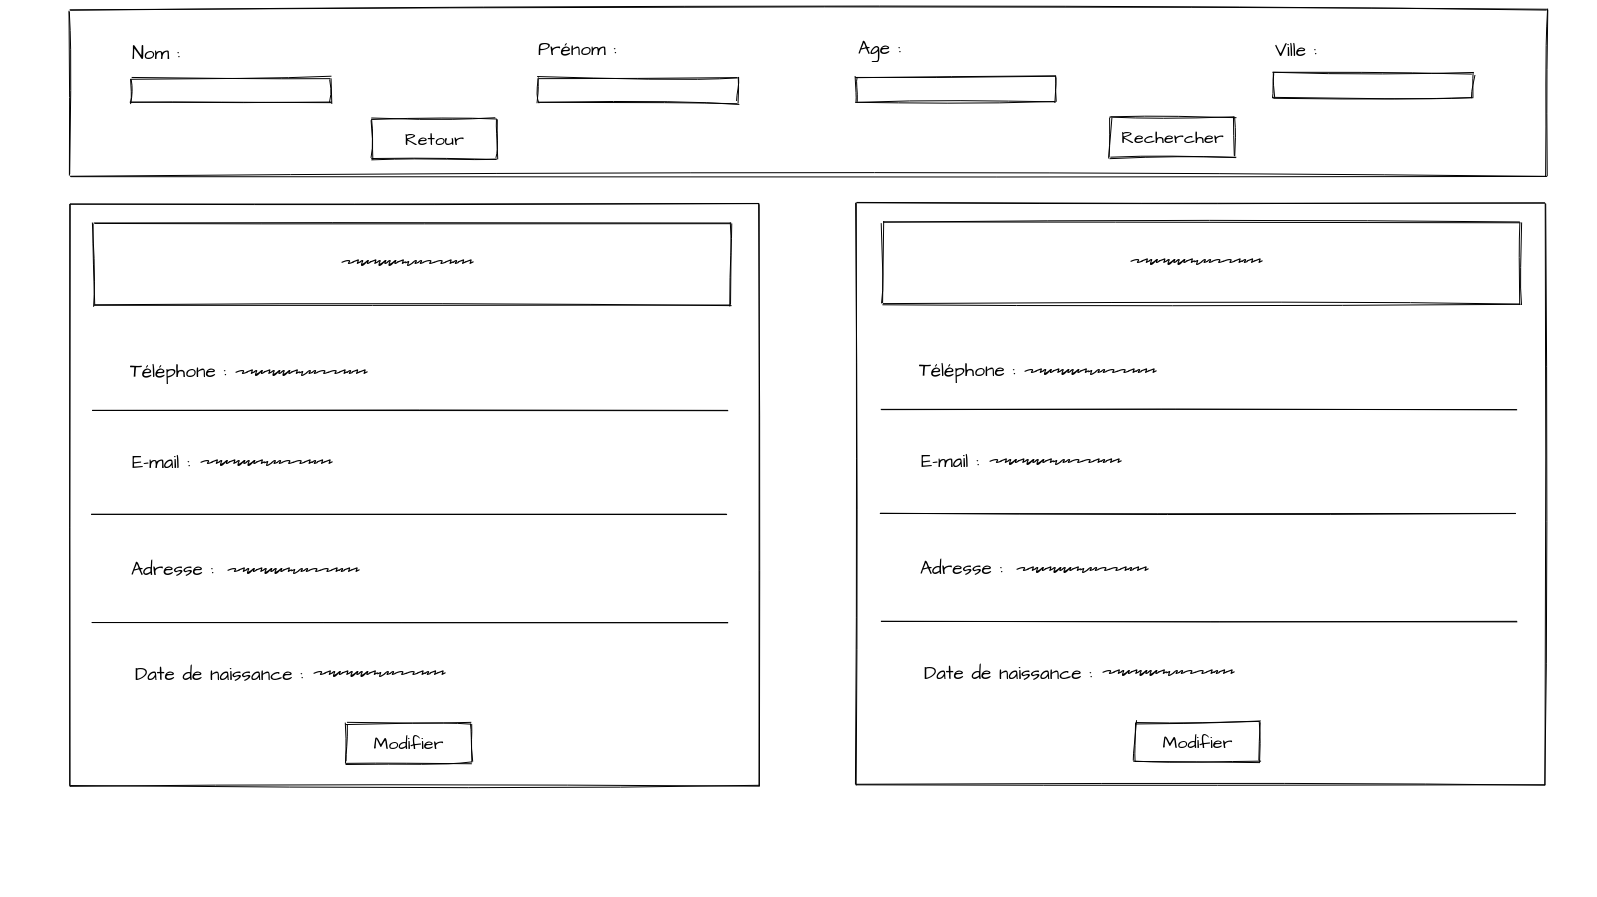 Nom :
Prénom :
Age :
Ville :
Retour
Rechercher
Téléphone :
E-mail :
Adresse :
Date de naissance :
Modifier
Téléphone :
E-mail :
Adresse :
Date de naissance :
Modifier